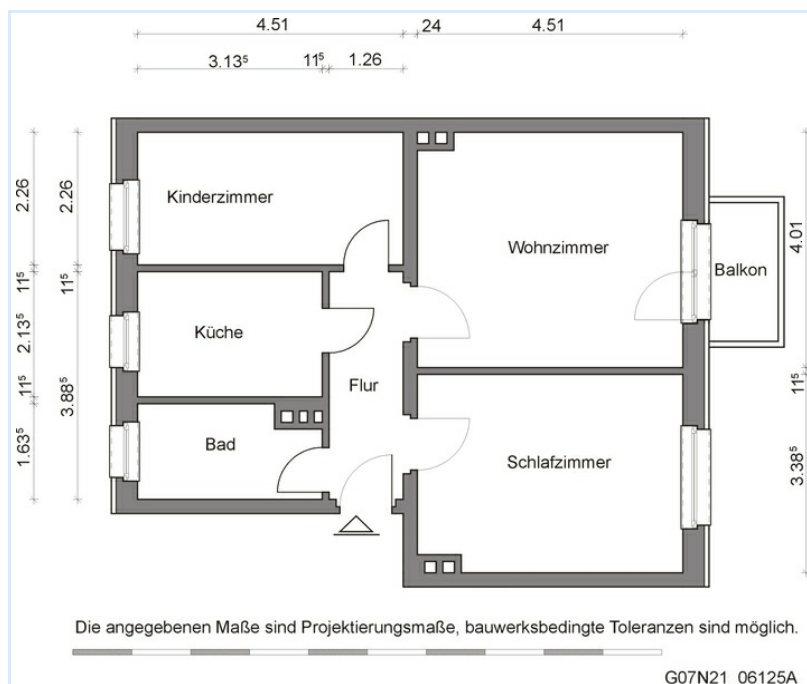 4.51 24 4.51
3.13⁵ 11⁵ 1.26
2.26
11⁵
2.13⁵
11⁵
1.63⁵
2.26
11⁵
3.88⁵
Kinderzimmer
Wohnzimmer
Balkon
Küche
Flur
Bad
Schlafzimmer
4.01
11⁵
3.38⁵
Die angegebenen Maße sind Projektierungsmaße, bauwerksbedingte Toleranzen sind möglich.
G07N21_06125A